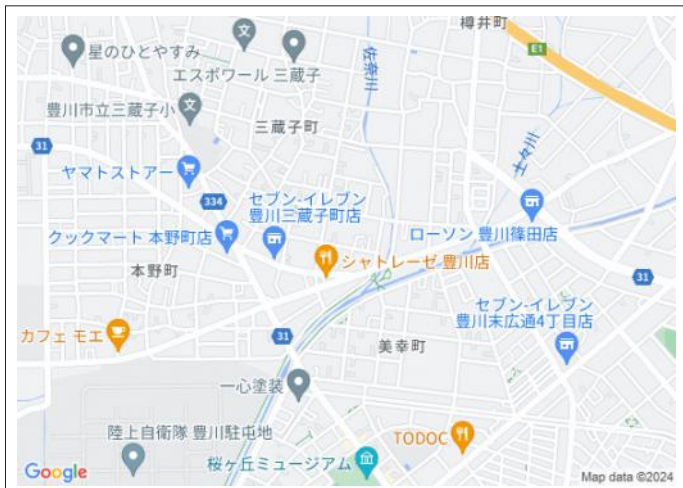 樽井町
星のひとやすみ
文
エスポワール 三蔵子
佐奈川
E1
豊川市立三蔵子小
文
三蔵子町
31
ヤマトストアー
334
セブン-イレブン
豊川三蔵子町店
クックマート 本野町店
ローソン 豊川篠田店
本野町
シャトレーゼ 豊川店
31
セブン-イレブン
豊川末広通4丁目店
カフェ モエ
31
美幸町
一心塗装
陸上自衛隊 豊川駐屯地
TODOC
桜ヶ丘ミュージアム
Google
Map data ©2024